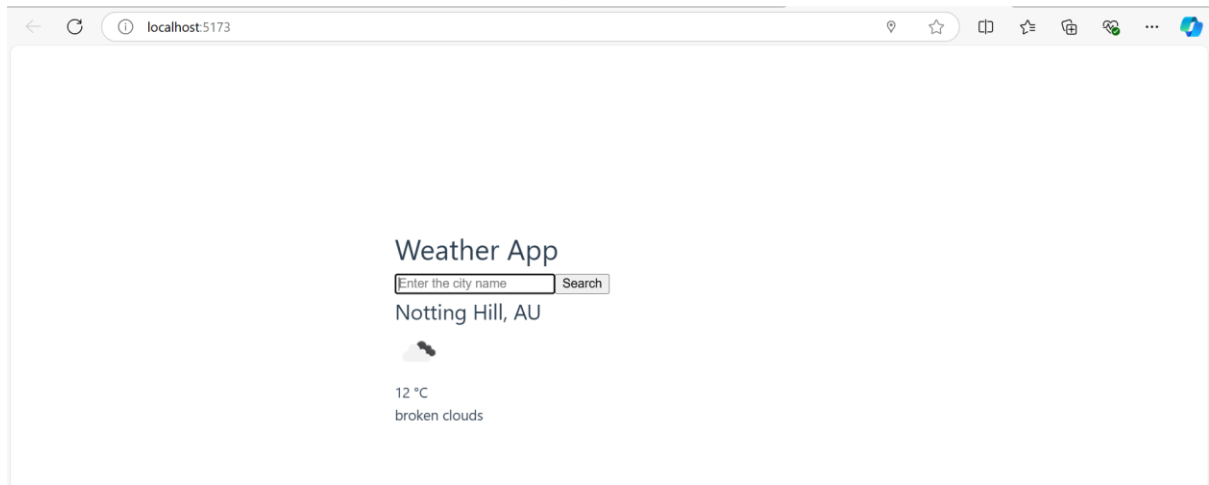 localhost:5173
Weather App
Enter the city name Search
Notting Hill, AU
12 °C
broken clouds